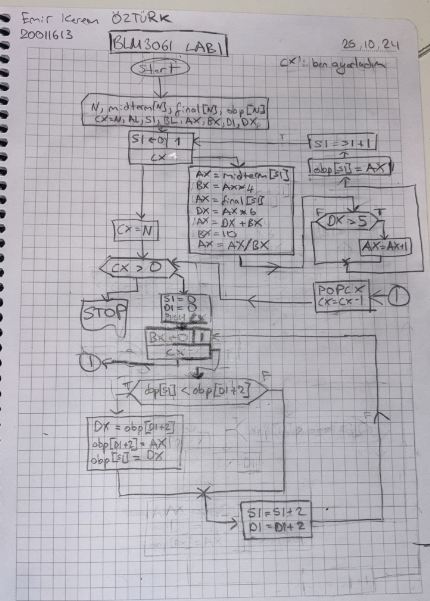 Emir Kerem ÖZTÜRK
20011613
BLM3061 LAB1
25.10.24
start
CX'i ben ayarladım
N, midterm[N], final[N], obp[N]
CX=N, AL, SI, BL, AX, BX, DI, DX
SI ← 0 1
CX
SI = SI+1
obp[SI] = AX
AX = midterm[SI]
BX = AX*4
AX = final[SI]
DX = AX*6
AX = DX + BX
BX = 10
AX = AX/BX
F DX > 5 T
AX=AX+1
CX=N
CX > 0
STOP
SI = 0
DI = 0
POPCX
CX=CX-1
1
1
CX
T obp[SI] < obp[DI+2] F
DX = obp[DI+2]
obp[DI+2] = AX
obp[SI] = DX
SI = SI+2
DI = DI+2